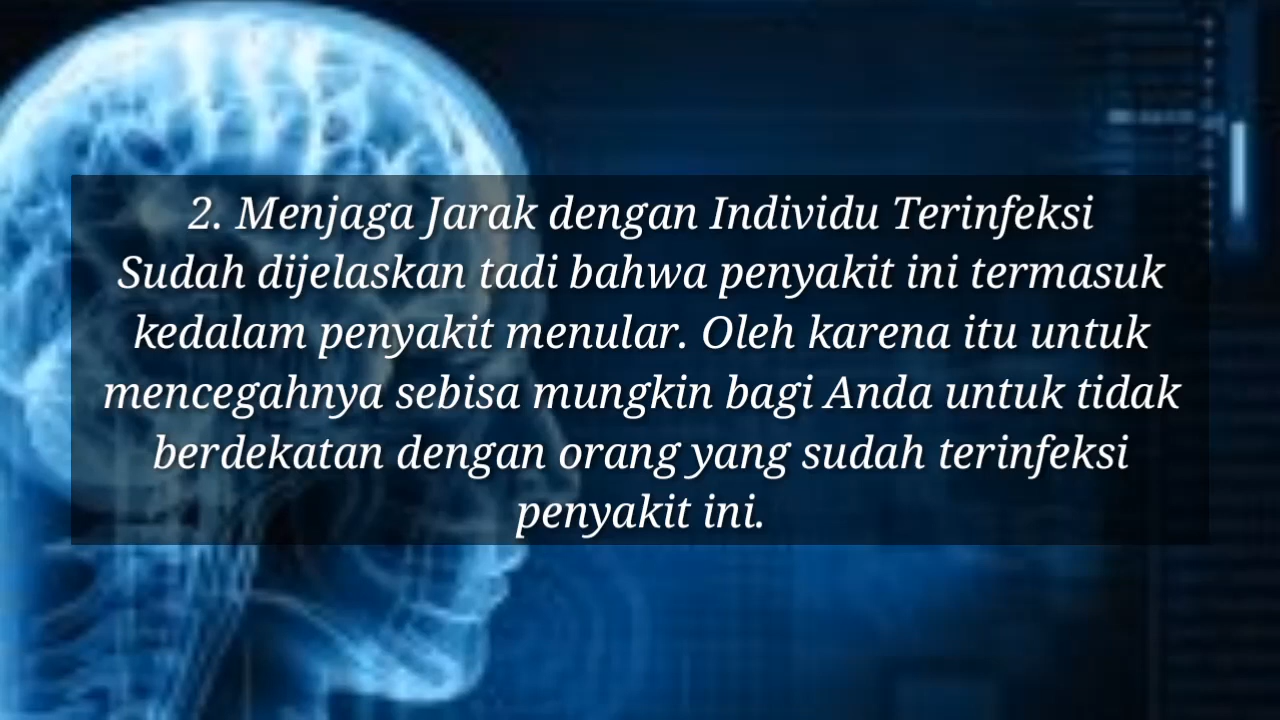 2. Menjaga Jarak dengan Individu Terinfeksi
Sudah dijelaskan tadi bahwa penyakit ini termasuk
kedalam penyakit menular. Oleh karena itu untuk
mencegahnya sebisa mungkin bagi Anda untuk tidak
berdekatan dengan orang yang sudah terinfeksi
penyakit ini.